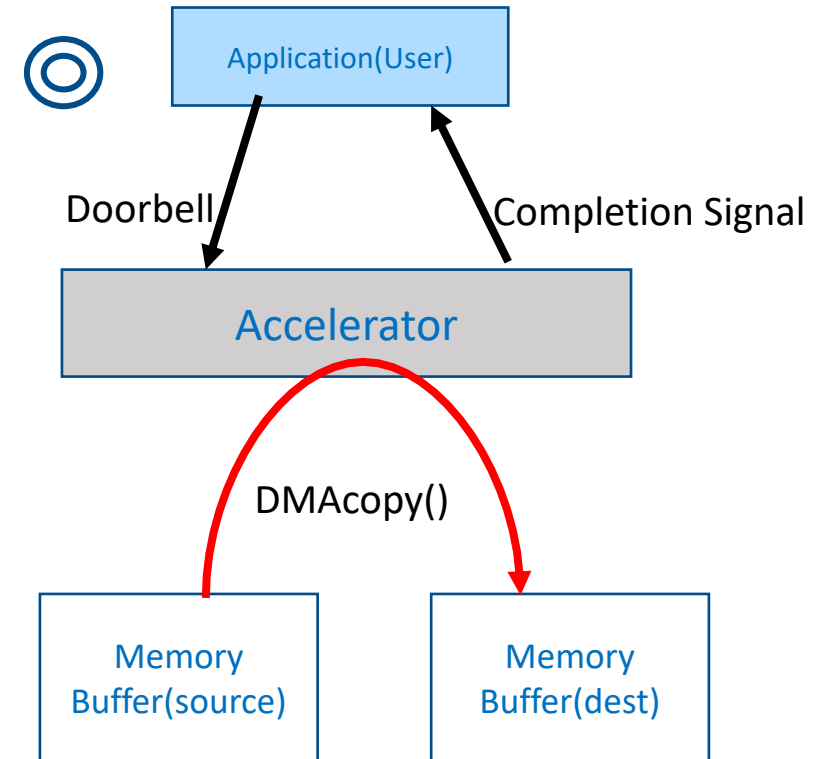 Application(User)
Doorbell
Completion Signal
Accelerator
DMAcopy()
Memory
Buffer(source)
Memory
Buffer(dest)